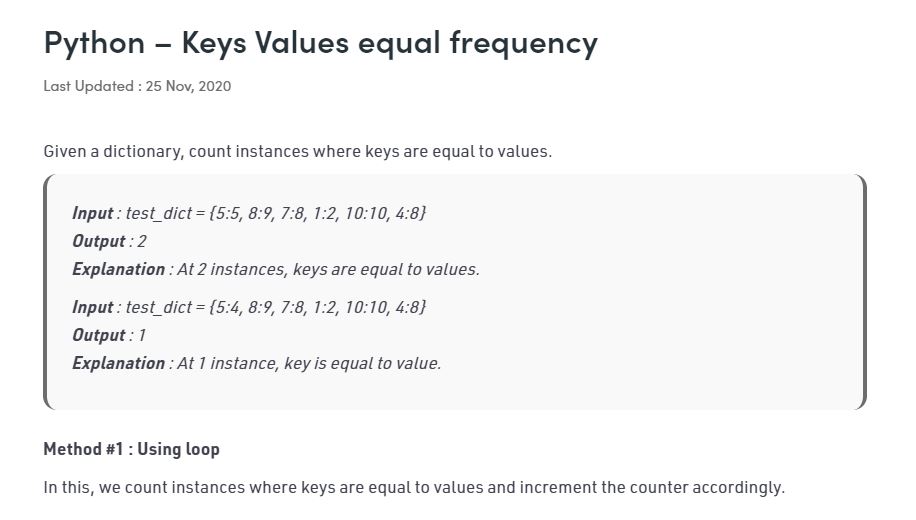 Python – Keys Values equal frequency
Last Updated : 25 Nov, 2020
Given a dictionary, count instances where keys are equal to values.
Input : test_dict = {5:5, 8:9, 7:8, 1:2, 10:10, 4:8}
Output : 2
Explanation : At 2 instances, keys are equal to values.
Input : test_dict = {5:4, 8:9, 7:8, 1:2, 10:10, 4:8}
Output : 1
Explanation : At 1 instance, key is equal to value.
Method #1 : Using loop
In this, we count instances where keys are equal to values and increment the counter accordingly.